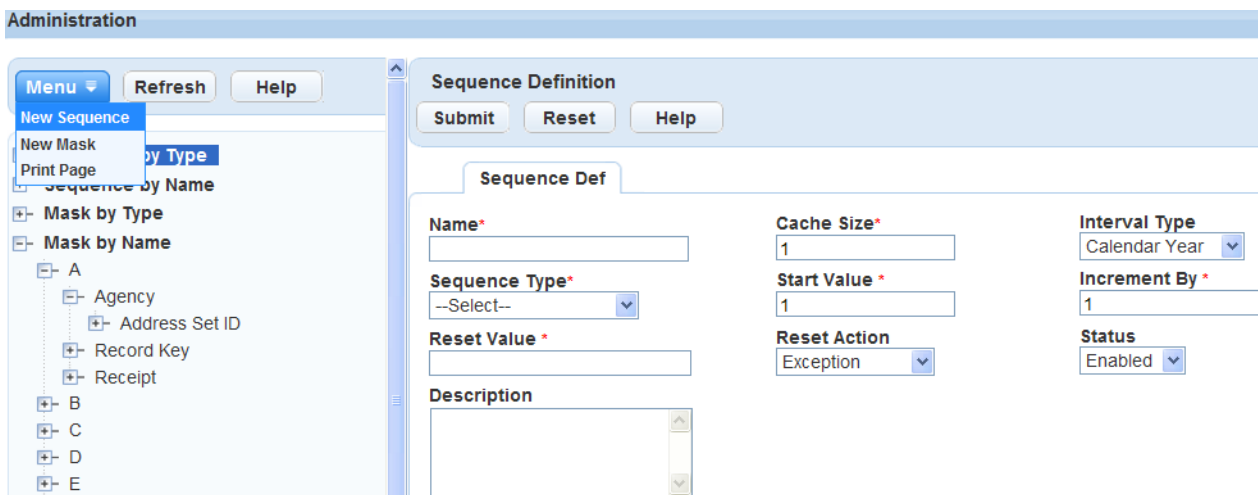 Administration
Menu Refresh Help
New Sequence
New Mask
Print Page
by Type
Sequence by Name
Mask by Type
Mask by Name
A
Agency
Address Set ID
Record Key
Receipt
B
C
D
E
Sequence Definition
Submit Reset Help
Sequence Def
Name* Cache Size* Interval Type
1 Calendar Year
Sequence Type* Start Value * Increment By *
--Select-- 1 1
Reset Value * Reset Action Status
Exception Enabled
Description